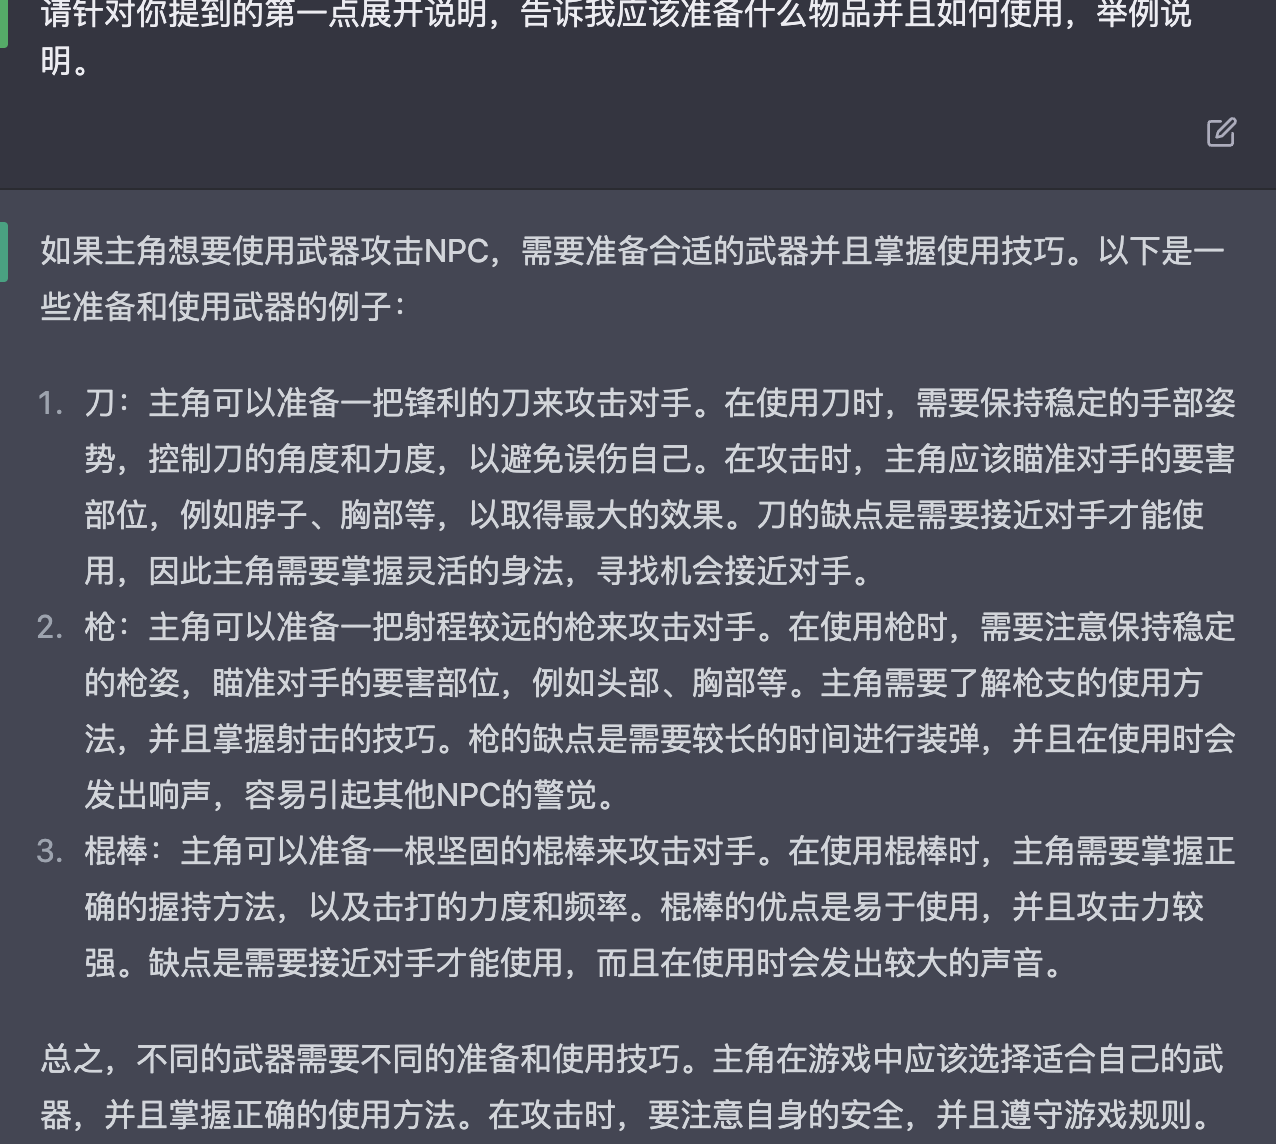 请针对你提到的第一点展开说明，告诉我应该准备什么物品并且如何使用，举例说
明。
如果主角想要使用武器攻击NPC，需要准备合适的武器并且掌握使用技巧。以下是一
些准备和使用武器的例子：
1. 刀：主角可以准备一把锋利的刀来攻击对手。在使用刀时，需要保持稳定的手部姿
势，控制刀的角度和力度，以避免误伤自己。在攻击时，主角应该瞄准对手的要害
部位，例如脖子、胸部等，以取得最大的效果。刀的缺点是需要接近对手才能使
用，因此主角需要掌握灵活的身法，寻找机会接近对手。
2. 枪：主角可以准备一把射程较远的枪来攻击对手。在使用枪时，需要注意保持稳定
的枪姿，瞄准对手的要害部位，例如头部、胸部等。主角需要了解枪支的使用方
法，并且掌握射击的技巧。枪的缺点是需要较长的时间进行装弹，并且在使用时会
发出响声，容易引起其他NPC的警觉。
3. 棍棒：主角可以准备一根坚固的棍棒来攻击对手。在使用棍棒时，主角需要掌握正
确的握持方法，以及击打的力度和频率。棍棒的优点是易于使用，并且攻击力较
强。缺点是需要接近对手才能使用，而且在使用时会发出较大的声音。
总之，不同的武器需要不同的准备和使用技巧。主角在游戏中应该选择适合自己的武
器，并且掌握正确的使用方法。在攻击时，要注意自身的安全，并且遵守游戏规则。